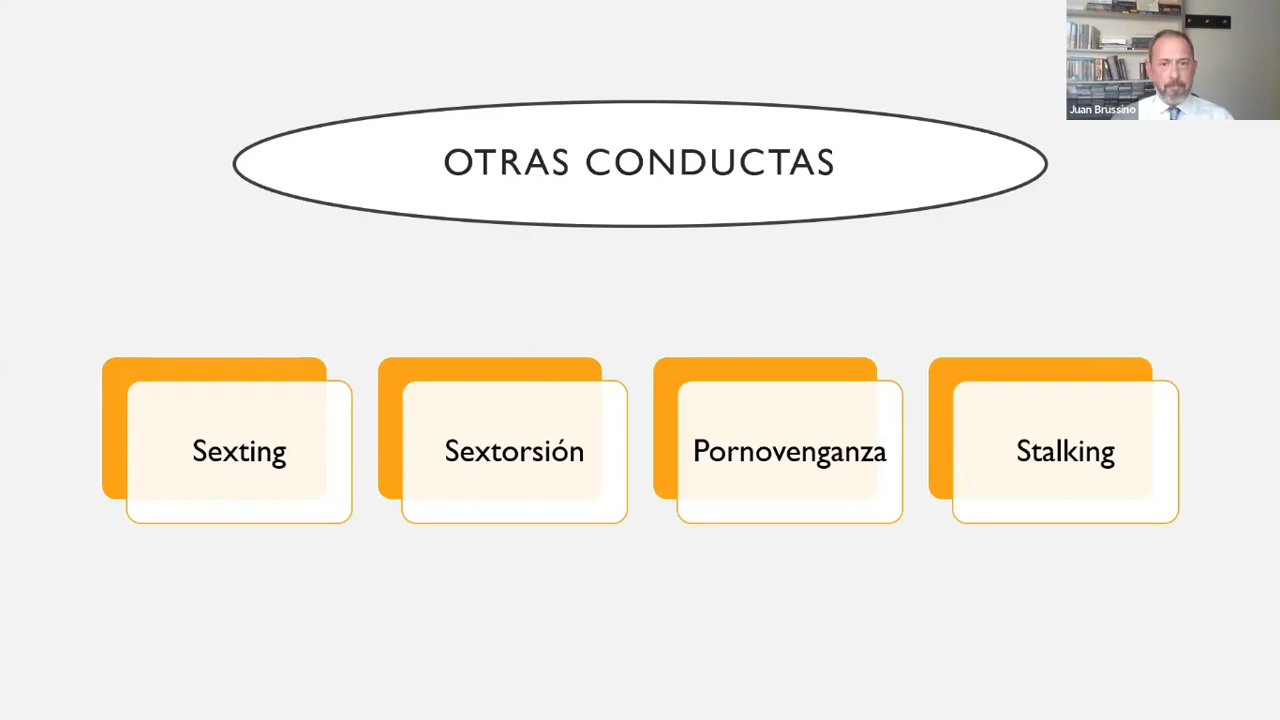 Juan Brussino
OTRAS CONDUCTAS
Sexting
Sextorsión
Pornovenganza
Stalking